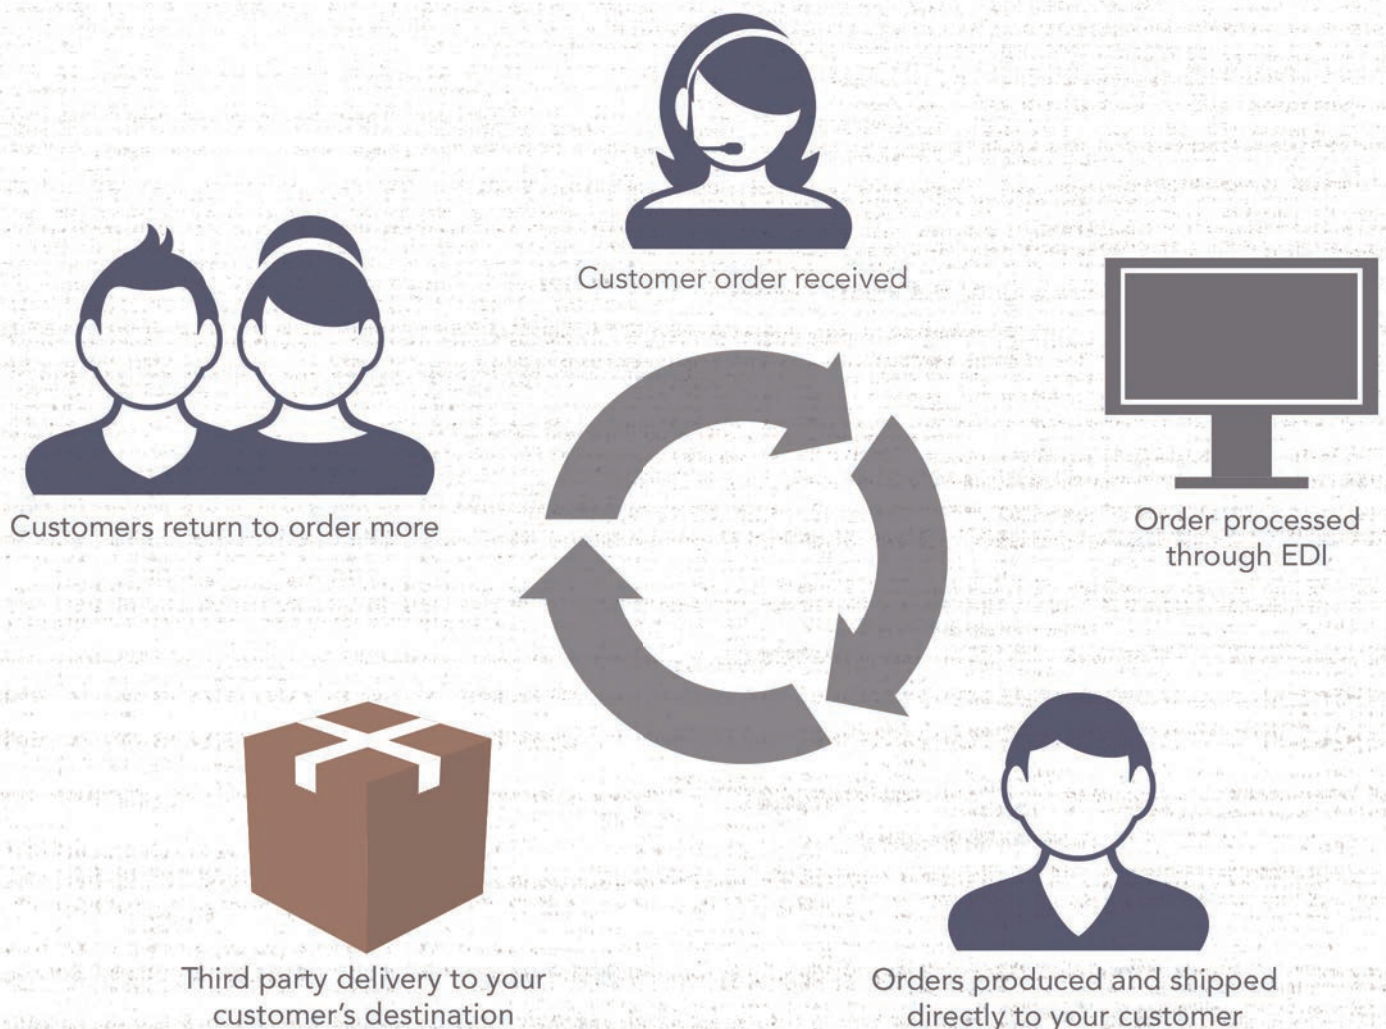 Customer order received
Customers return to order more
Order processed
through EDI
Third party delivery to your
customer's destination
Orders produced and shipped
directly to your customer